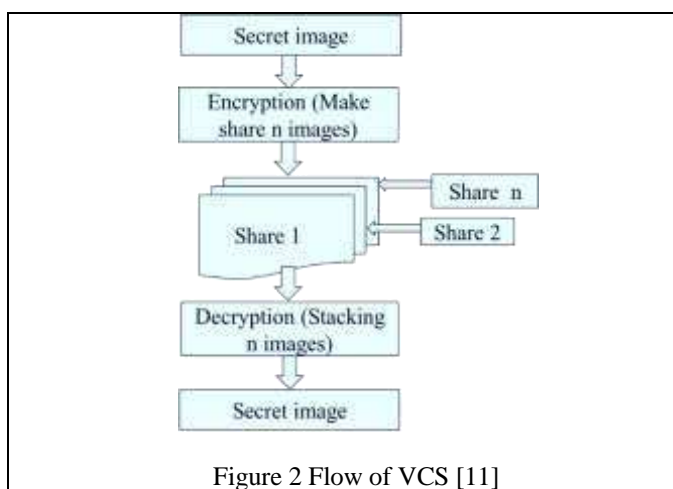 Secret image
Encryption (Make
share n images)
Share n
Share 1
Share 2
Decryption (Stacking
n images)
Secret image
Figure 2 Flow of VCS [11]